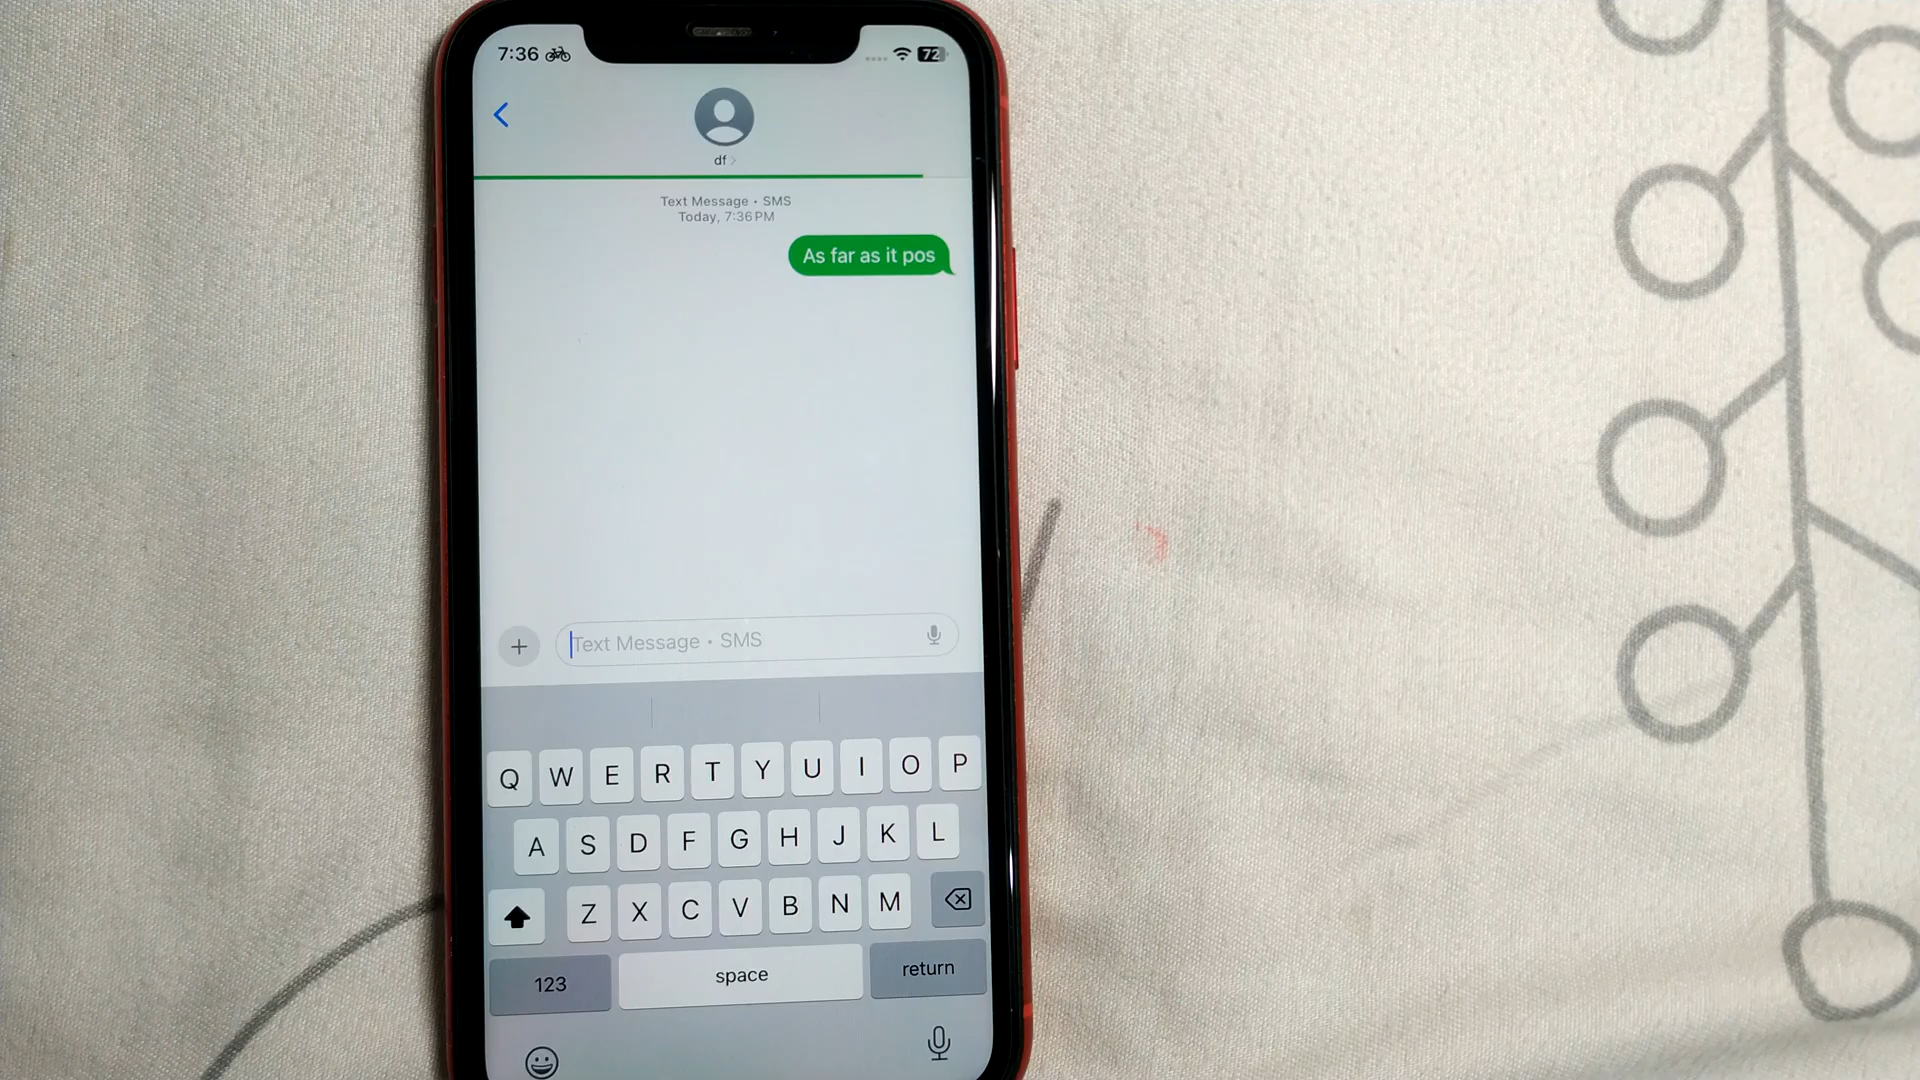 7:36 72
df
Text Message • SMS
Today, 7:36 PM
As far as it pos
Text Message • SMS
Q W E R T Y U I O P
A S D F G H J K L
Z X C V B N M
123 space return